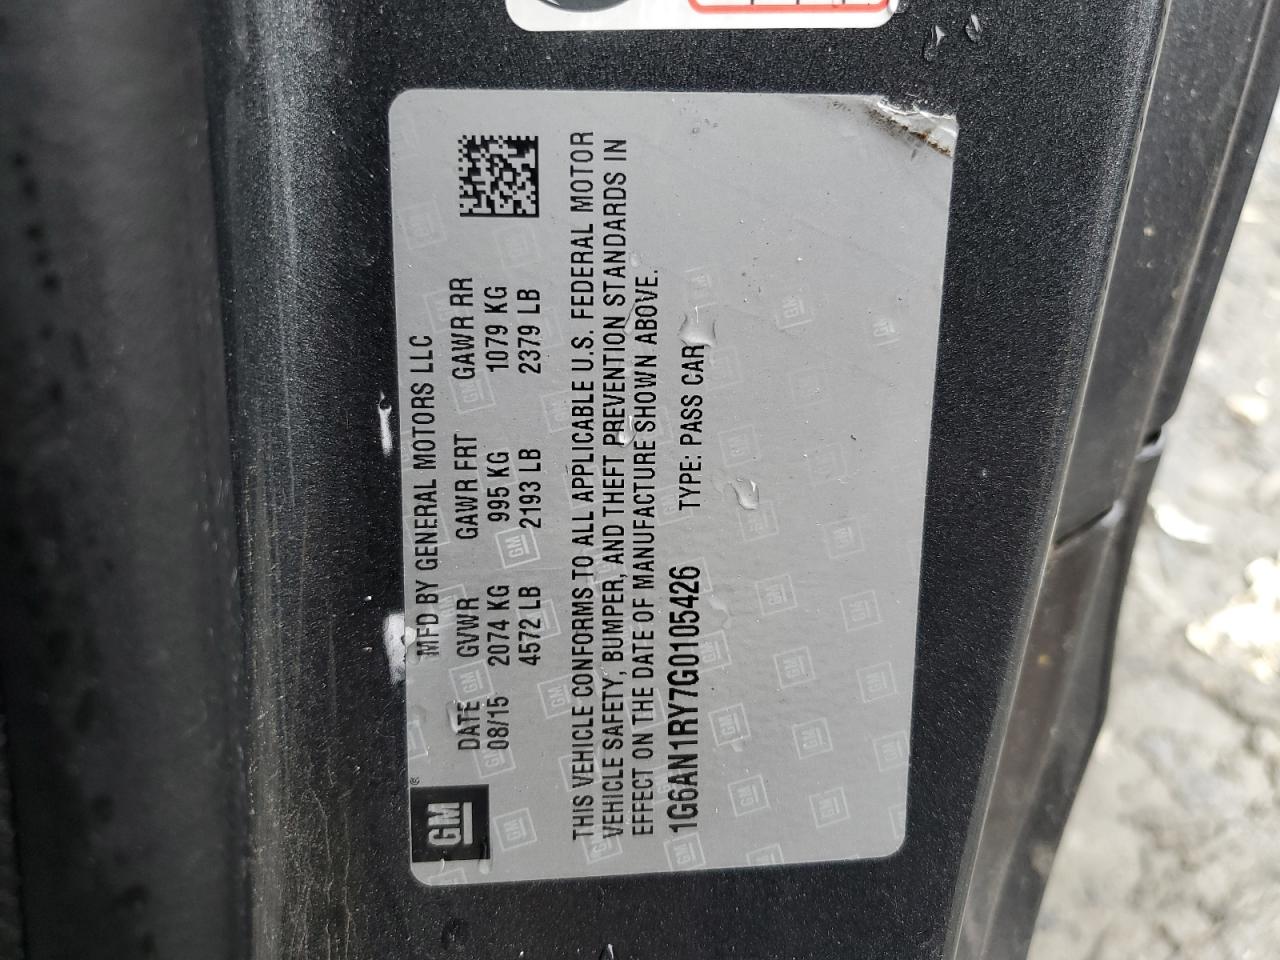 GM®
MFD BY GENERAL MOTORS LLC
DATE GVWR GAWR FRT GAWR RR
08/15 2074 KG 995 KG 1079 KG
4572 LB 2193 LB 2379 LB
THIS VEHICLE CONFORMS TO ALL APPLICABLE U.S. FEDERAL MOTOR
VEHICLE SAFETY, BUMPER, AND THEFT PREVENTION STANDARDS IN
EFFECT ON THE DATE OF MANUFACTURE SHOWN ABOVE.
1G6AN1RY7G0105426 TYPE: PASS CAR